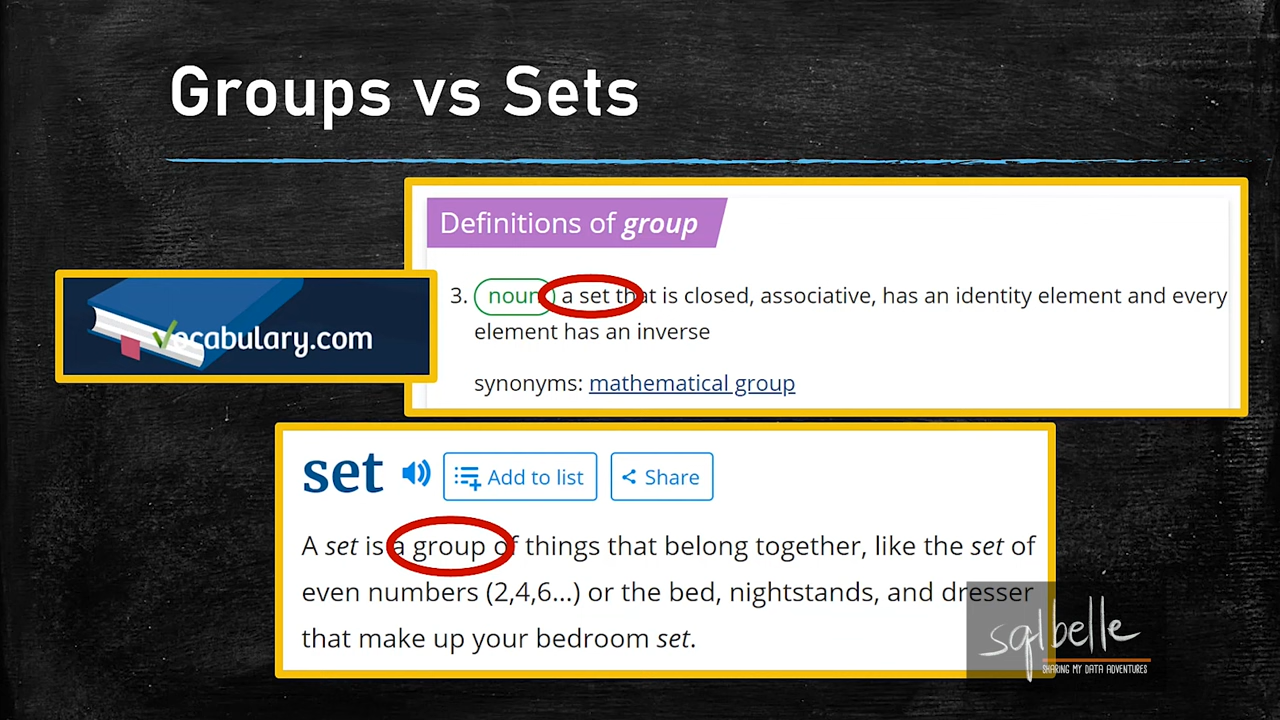 Groups vs Sets
Definitions of group
3. noun a set that is closed, associative, has an identity element and every
element has an inverse
synonyms: mathematical group
vocabulary.com
set Add to list Share
A set is a group of things that belong together, like the set of
even numbers (2,4,6...) or the bed, nightstands, and dresser
that make up your bedroom set.
sqlbelle
SHARING MY DATA ADVENTURES